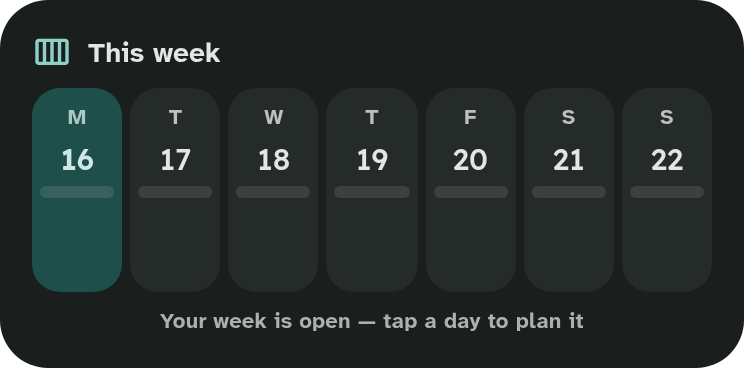 This week
M T W T F S S
16 17 18 19 20 21 22
Your week is open — tap a day to plan it